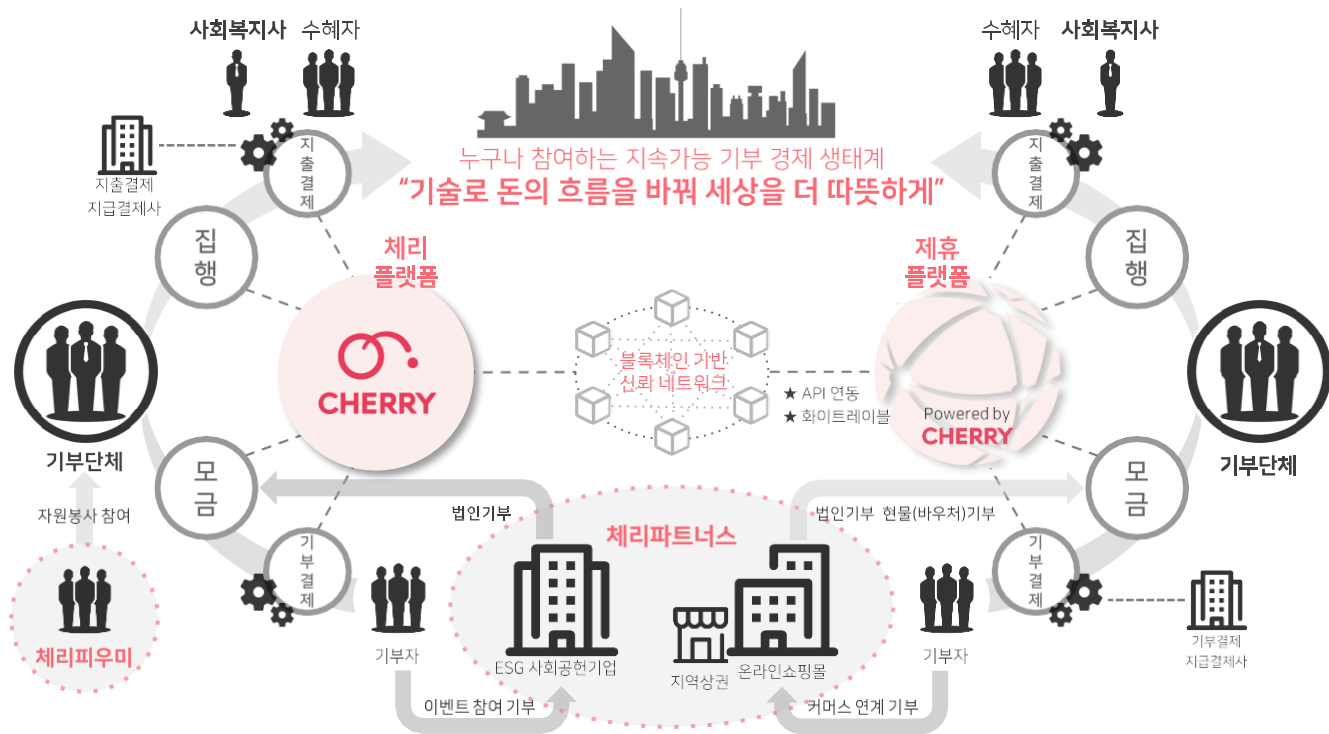 사회복지사 수혜자
수혜자 사회복지사
지출결제
지급결제사
지출결제
지출결제
누구나 참여하는 지속가능 기부 경제 생태계
“기술로 돈의 흐름을 바꿔 세상을 더 따뜻하게”
집행
집행
체리
플랫폼
제휴
플랫폼
CHERRY
블록체인 기반
신뢰 네트워크
★ API 연동
★ 화이트레이블
Powered by
CHERRY
기부단체
기부단체
모금
모금
자원봉사 참여
법인기부
체리파트너스
법인기부 현물(바우처)기부
기부결제
기부결제
체리피우미
기부자
ESG 사회공헌기업
지역상권
온라인쇼핑몰
기부자
기부결제
지급결제사
이벤트 참여 기부
커머스 연계 기부